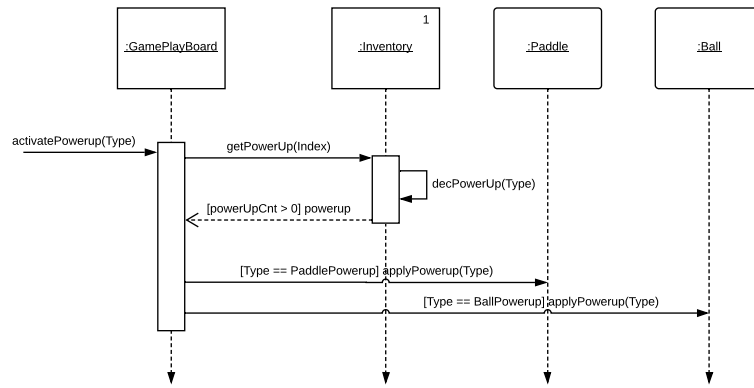 1
:GamePlayBoard
:Inventory
:Paddle
:Ball
activatePowerup(Type)
getPowerUp(Index)
decPowerUp(Type)
[powerUpCnt > 0] powerup
[Type == PaddlePowerup] applyPowerup(Type)
[Type == BallPowerup] applyPowerup(Type)